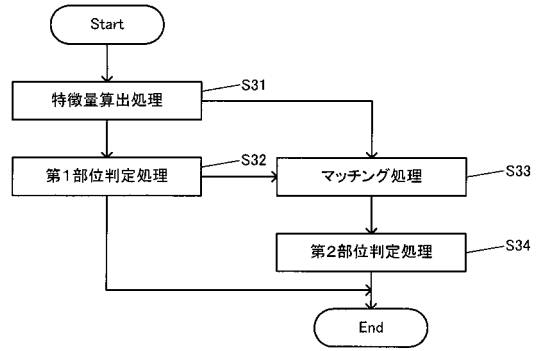 Start
特徴量算出処理
S31
第1部位判定処理
S32
マッチング処理
S33
第2部位判定処理
S34
End